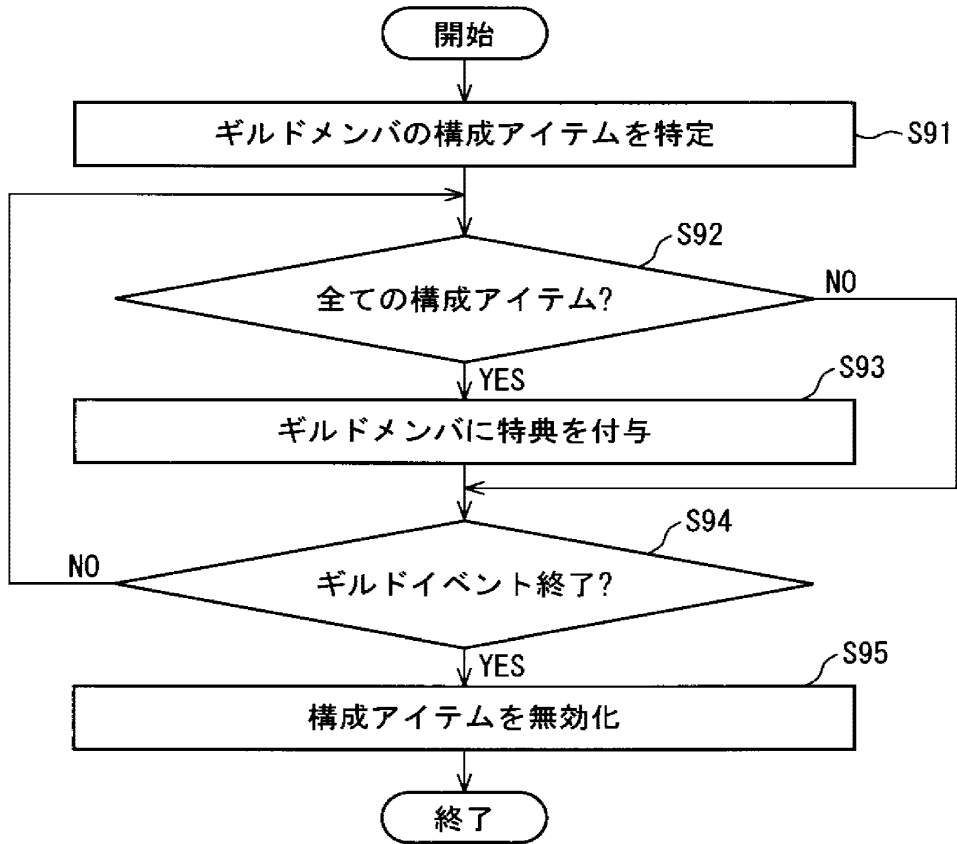 開始
ギルドメンバの構成アイテムを特定
S91
S92
全ての構成アイテム?
NO
YES
S93
ギルドメンバに特典を付与
S94
NO
ギルドイベント終了?
YES
S95
構成アイテムを無効化
終了